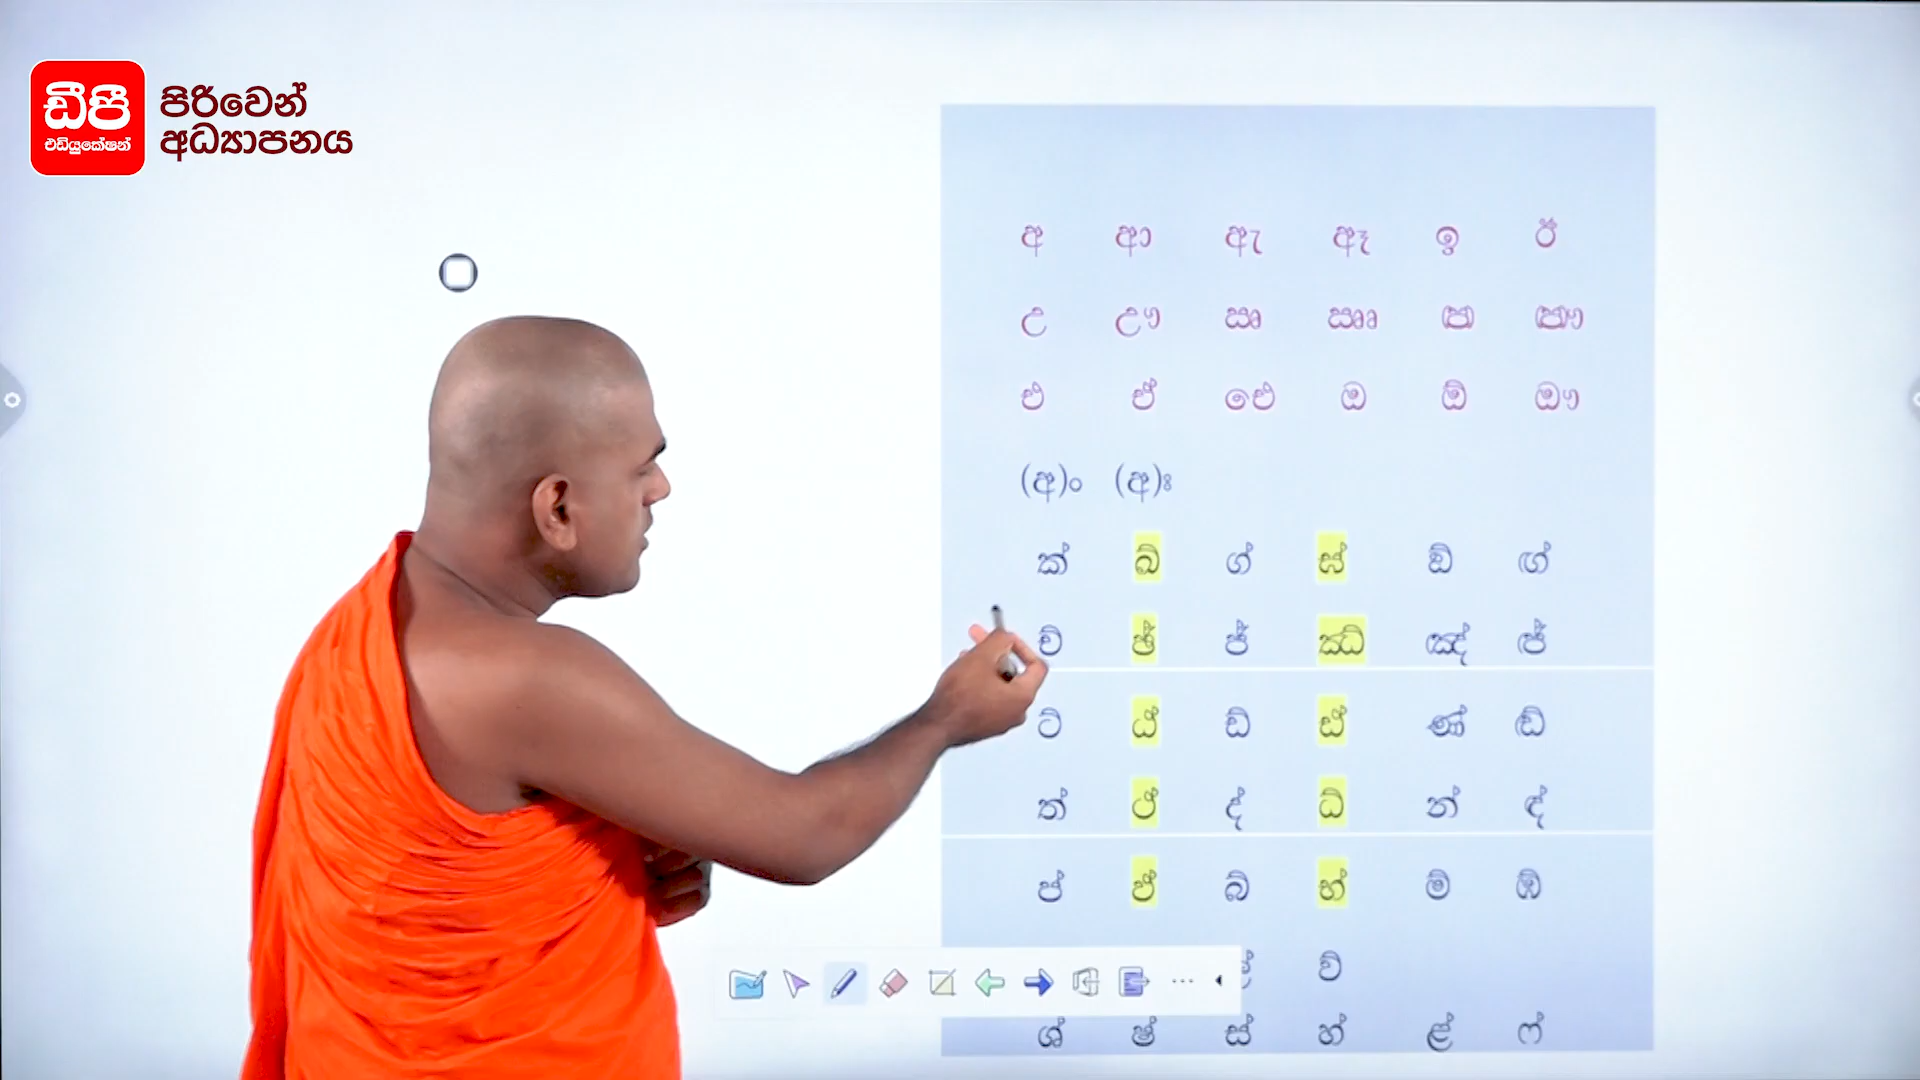 ඩීපී
එඩියුකේෂන්
පිරිවෙන්
අධ්‍යාපනය
අ ආ ඇ ඈ ඉ ඊ
උ ඌ ඍ ඎ ඏ ඐ
එ ඒ ඓ ඔ ඕ ඖ
(අ)ං (අ)ඃ
ක් ඛ් ග් ඝ් ඞ් ඟ්
ච් ඡ් ජ් ඣ් ඤ් ඦ්
ට් ඨ් ඩ් ඪ් ණ් ඬ්
ත් ථ් ද් ධ් න් ඳ්
ප් ඵ් බ් භ් ම් ඹ්
ව්
ශ් ෂ් ස් හ් ළ් ෆ්